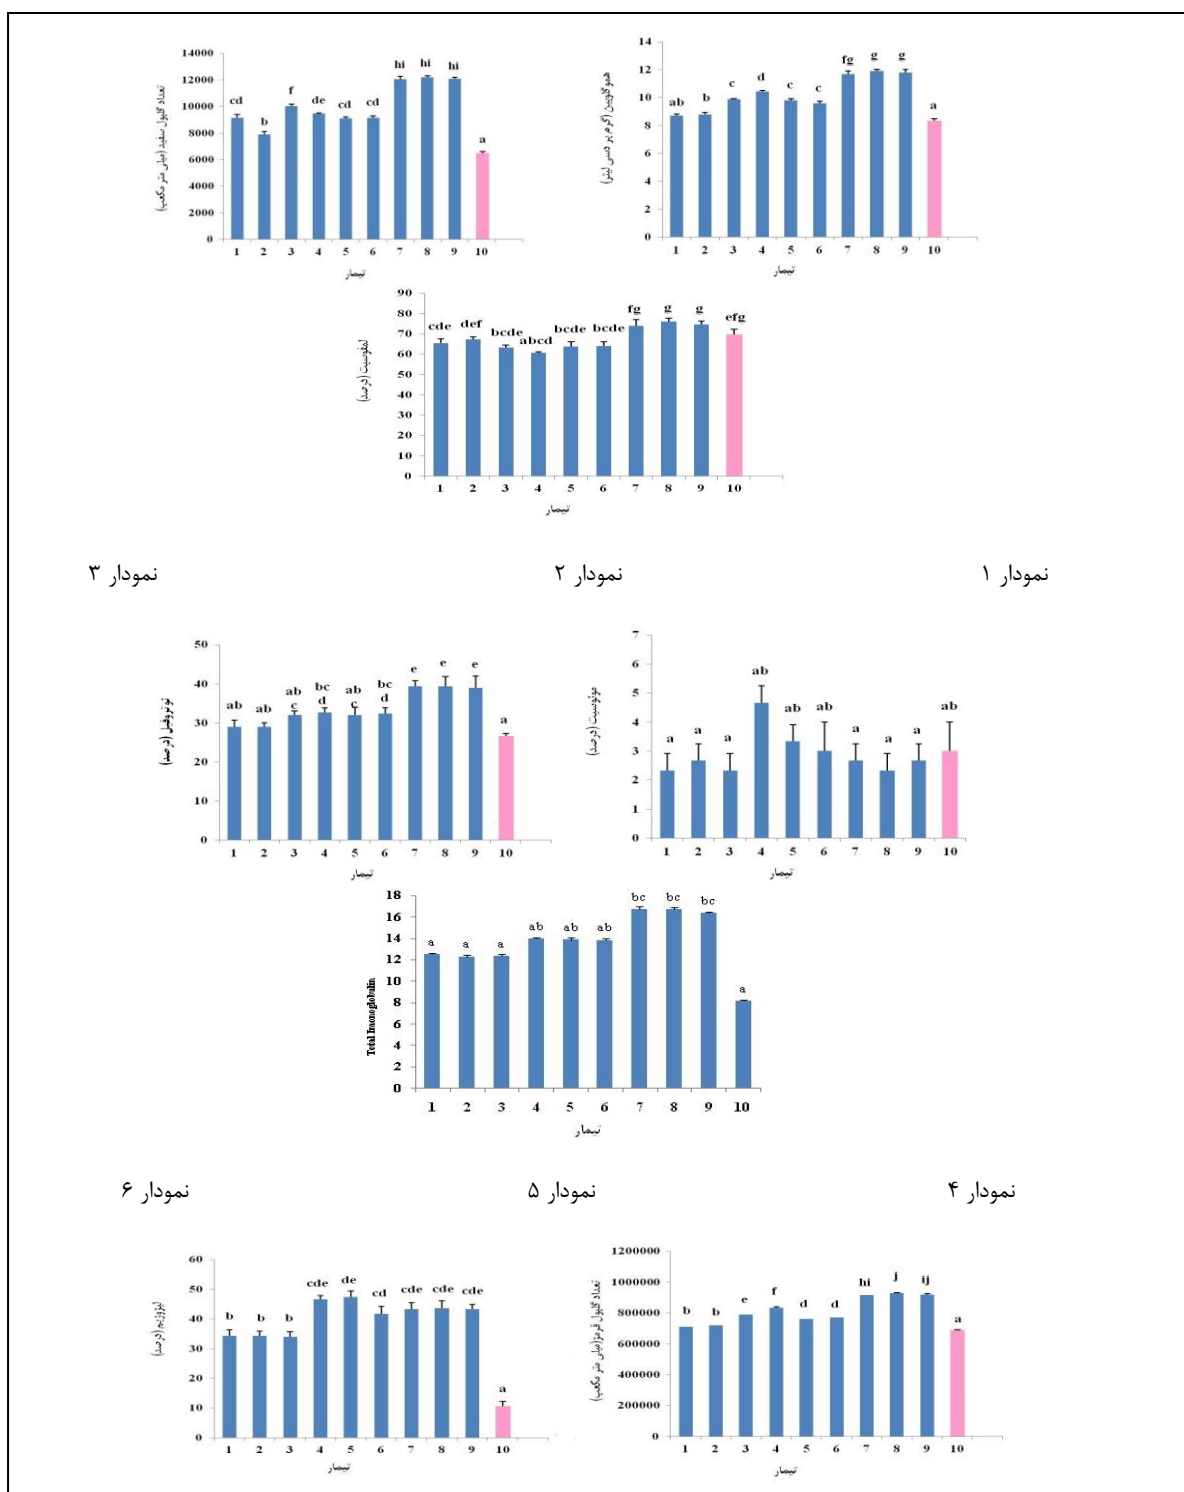 14
12
10
8
6
4
2
0
هموگلوبین (گرم بر دسی لیتر)
ab b c d c c fg g g a
1 2 3 4 5 6 7 8 9 10
تیمار
14000
12000
10000
8000
6000
4000
2000
0
تعداد گلبول سفید (میلی متر مکعب)
cd b f de cd cd hi hi hi a
1 2 3 4 5 6 7 8 9 10
تیمار
90
80
70
60
50
40
30
20
10
0
لمفوسیت (درصد)
cde def bcde abcd bcde bcde fg g g efg
1 2 3 4 5 6 7 8 9 10
تیمار
نمودار ۱ نمودار ۲ نمودار ۳
7
6
5
4
3
2
1
0
مونوسیت (درصد)
a a a ab ab ab a a a ab
1 2 3 4 5 6 7 8 9 10
تیمار
50
40
30
20
10
0
نوتروفیل (درصد)
ab ab ab bc ab bc e e e a
c d c d
1 2 3 4 5 6 7 8 9 10
تیمار
18
16
14
12
10
8
6
4
2
0
Total Imonoglobulin
a a a ab ab ab bc bc bc a
1 2 3 4 5 6 7 8 9 10
تیمار
نمودار ۴ نمودار ۵ نمودار ۶
1200000
1000000
800000
600000
400000
200000
0
تعداد گلبول قرمز(میلی متر مکعب)
b b e f d d hi j ij a
1 2 3 4 5 6 7 8 9 10
تیمار
60
50
40
30
20
10
0
لیزوزیم (درصد)
b b b cde de cd cde cde cde a
1 2 3 4 5 6 7 8 9 10
تیمار